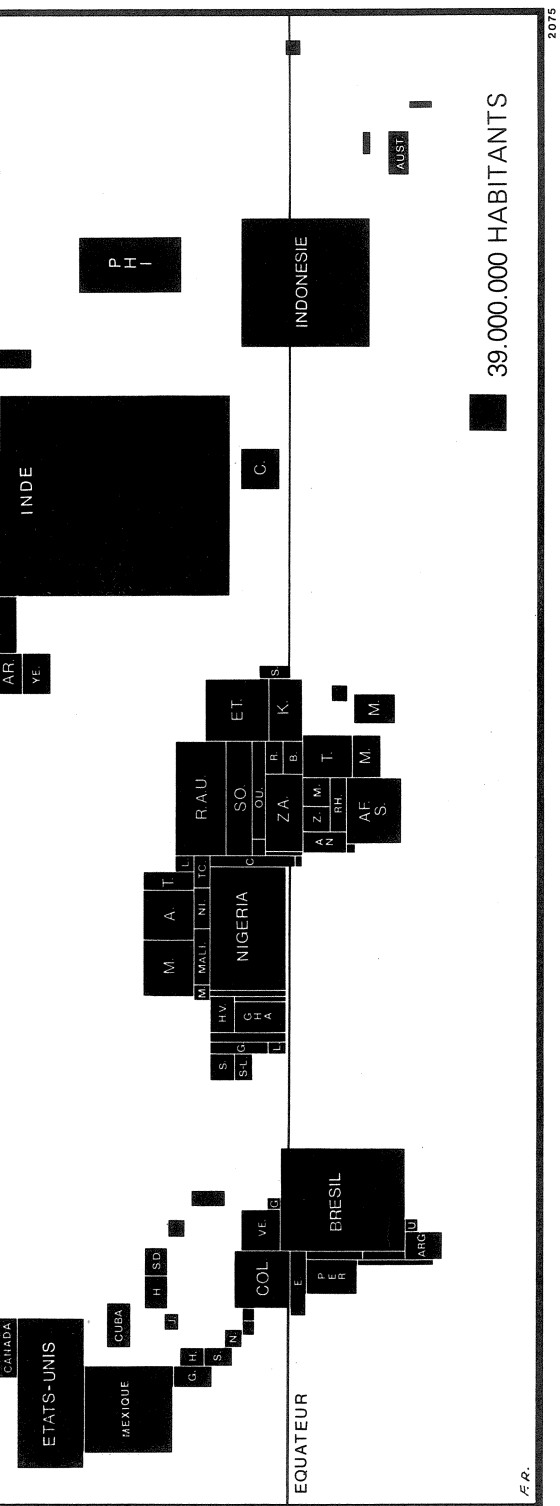 CANADA
ETATS-UNIS
MEXIQUE
CUBA
H
S.D
J.
G.
H.
S.
N.
COL
VE.
G
E
P
E
R
BRESIL
U
ARG
EQUATEUR
M.
A.
T.
L.
M.
MALI.
NI.
TC.
S.
S-L.
G.
L.
H.V.
G
H
A
NIGERIA
C
R.A.U.
SO.
OU.
ZA.
R.
B.
ET.
K.
S.
A
N
Z.
M.
RH.
T.
M.
AF.
S.
M.
AR.
YE.
INDE
C.
P
H
I
INDONESIE
AUST.
39.000.000 HABITANTS
F.R.
2075